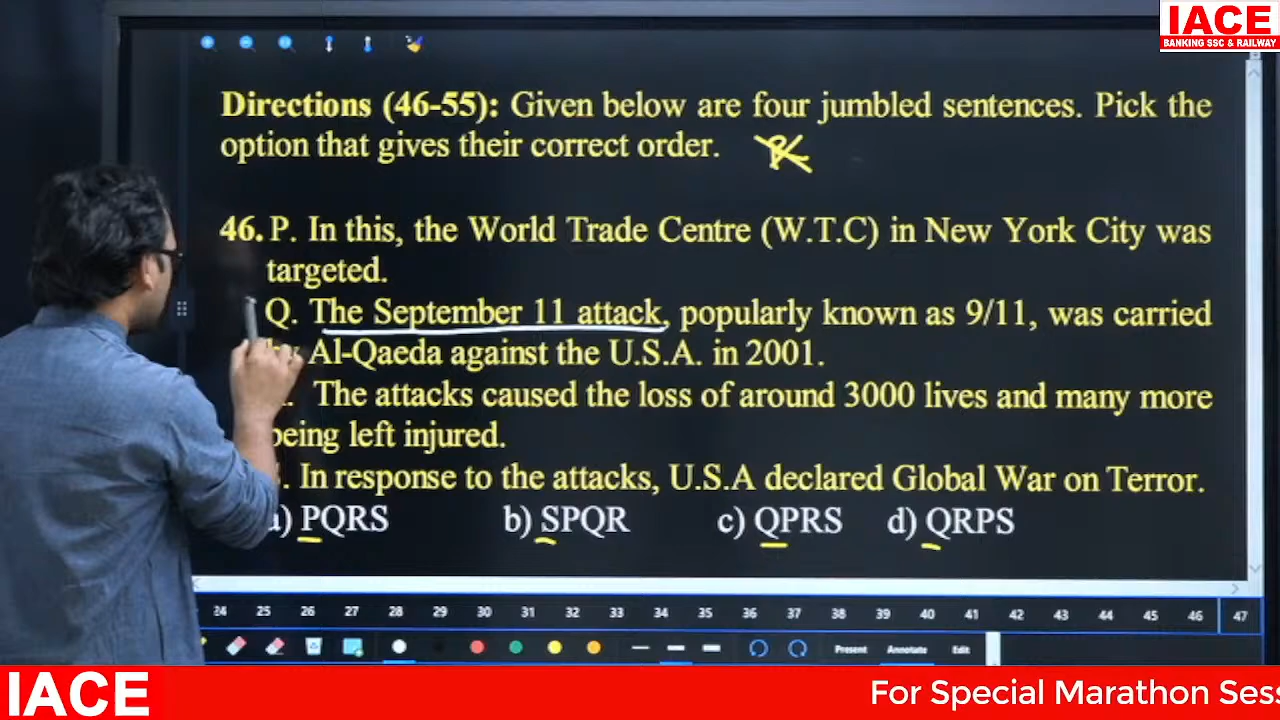 IACE
BANKING SSC & RAILWAY
Directions (46-55): Given below are four jumbled sentences. Pick the
option that gives their correct order.
46. P. In this, the World Trade Centre (W.T.C) in New York City was
targeted.
Q. The September 11 attack, popularly known as 9/11, was carried
Al-Qaeda against the U.S.A. in 2001.
The attacks caused the loss of around 3000 lives and many more
being left injured.
. In response to the attacks, U.S.A declared Global War on Terror.
a) PQRS b) SPQR c) QPRS d) QRPS
24 25 26 27 28 29 30 31 32 33 34 35 36 37 38 39 40 41 42 43 44 45 46 47
Present Annotate Edit
IACE For Special Marathon Sess